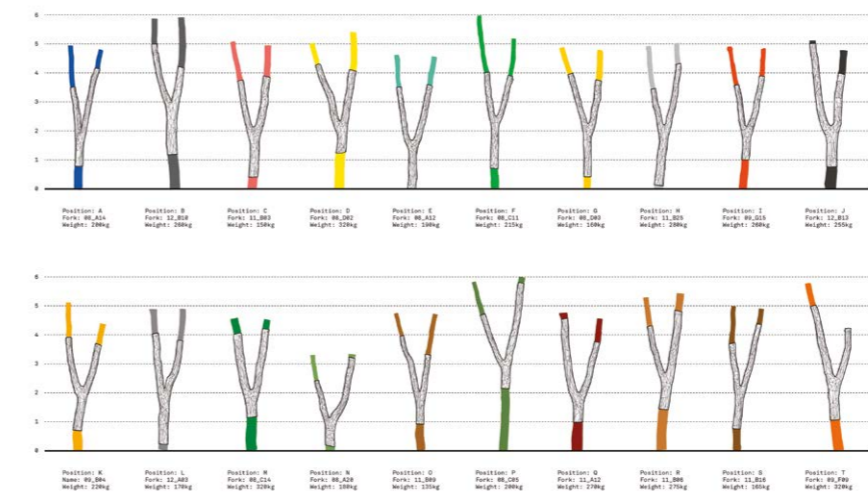 6
5
4
3
2
1
0
Position: A
Fork: 08_A14
Weight: 200kg
Position: B
Fork: 12_B10
Weight: 260kg
Position: C
Fork: 11_B03
Weight: 150kg
Position: D
Fork: 08_D02
Weight: 320kg
Position: E
Fork: 08_A12
Weight: 190kg
Position: F
Fork: 08_C11
Weight: 215kg
Position: G
Fork: 08_D03
Weight: 160kg
Position: H
Fork: 11_B25
Weight: 280kg
Position: I
Fork: 09_G15
Weight: 260kg
Position: J
Fork: 12_B13
Weight: 255kg
6
5
4
3
2
1
0
Position: K
Name: 09_B04
Weight: 220kg
Position: L
Fork: 12_A03
Weight: 170kg
Position: M
Fork: 08_C14
Weight: 320kg
Position: N
Fork: 08_A20
Weight: 160kg
Position: O
Fork: 11_B09
Weight: 135kg
Position: P
Fork: 08_C05
Weight: 200kg
Position: Q
Fork: 11_A12
Weight: 270kg
Position: R
Fork: 11_B06
Weight: 275kg
Position: S
Fork: 11_B16
Weight: 165kg
Position: T
Fork: 09_F09
Weight: 320kg